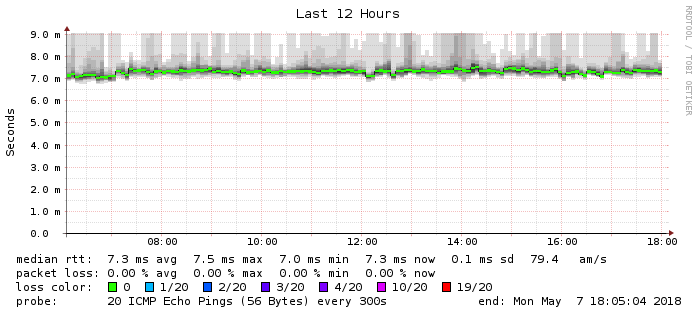 Last 12 Hours
RRDTOOL / TOBI OETIKER
Seconds
9.0 m
8.0 m
7.0 m
6.0 m
5.0 m
4.0 m
3.0 m
2.0 m
1.0 m
0.0
08:00 10:00 12:00 14:00 16:00 18:00
median rtt: 7.3 ms avg 7.5 ms max 7.0 ms min 7.3 ms now 0.1 ms sd 79.4 am/s
packet loss: 0.00 % avg 0.00 % max 0.00 % min 0.00 % now
loss color: 0 1/20 2/20 3/20 4/20 10/20 19/20
probe: 20 ICMP Echo Pings (56 Bytes) every 300s end: Mon May 7 18:05:04 2018